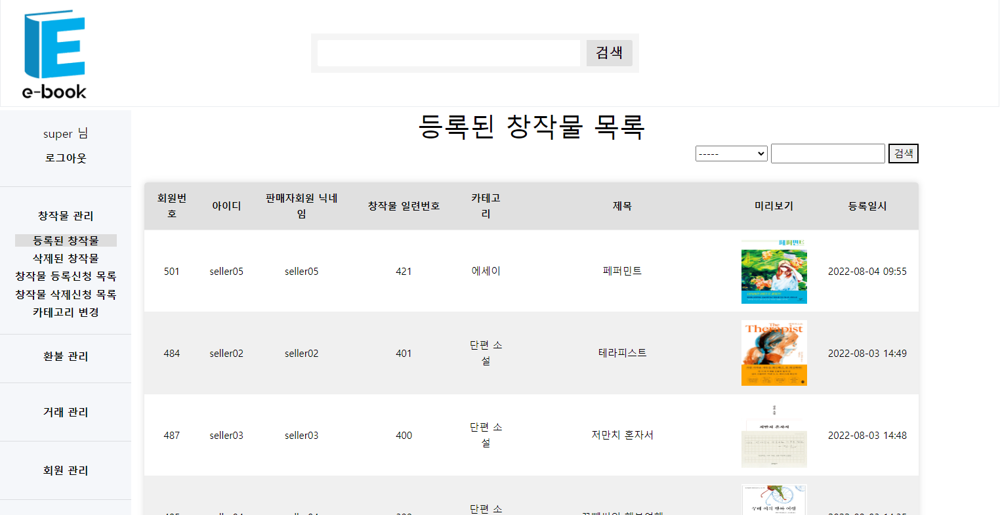 e-book
검색
super 님
로그아웃
창작물 관리
등록된 창작물
삭제된 창작물
창작물 등록신청 목록
창작물 삭제신청 목록
카테고리 변경
환불 관리
거래 관리
회원 관리
등록된 창작물 목록
----- 검색
회원번
호
아이디
판매자회원 닉네
임
창작물 일련번호
카테고
리
제목
미리보기
등록일시
501 seller05 seller05 421 에세이 페퍼민트
페퍼민트
2022-08-04 09:55
484 seller02 seller02 401
단편 소
설
테라피스트
The
Therapist
2022-08-03 14:49
487 seller03 seller03 400
단편 소
설
저만치 혼자서
저만치 혼자서
2022-08-03 14:48
단편 소